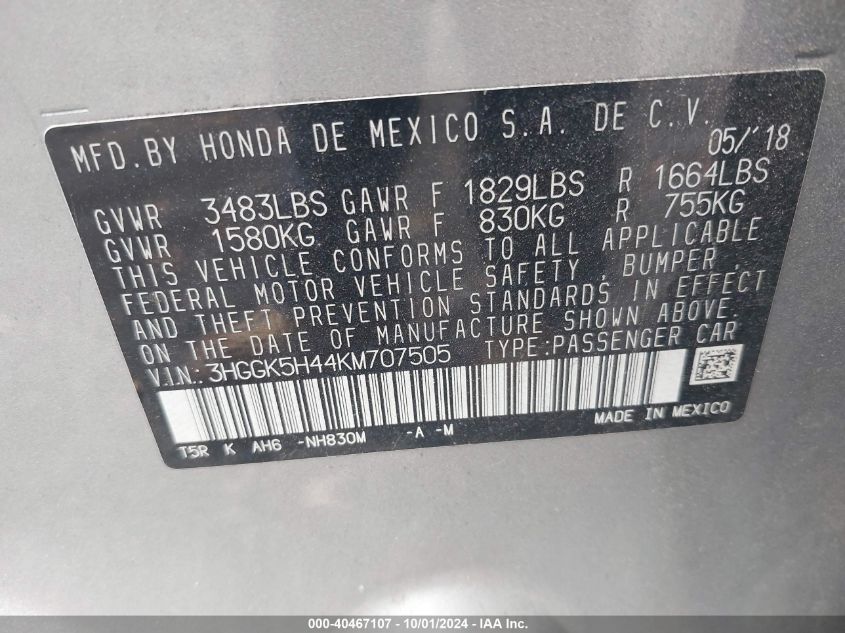 MFD.BY HONDA DE MEXICO S.A. DE C.V.
05/'18
GVWR 3483LBS GAWR F 1829LBS R 1664LBS
GVWR 1580KG GAWR F 830KG R 755KG
THIS VEHICLE CONFORMS TO ALL APPLICABLE
FEDERAL MOTOR VEHICLE SAFETY, BUMPER,
AND THEFT PREVENTION STANDARDS IN EFFECT
ON THE DATE OF MANUFACTURE SHOWN ABOVE.
V.I.N.: 3HGGK5H44KM707505 TYPE:PASSENGER CAR
MADE IN MEXICO
T5R K AH6 -NH830M -A -M
000-40467107 - 10/01/2024 - IAA Inc.